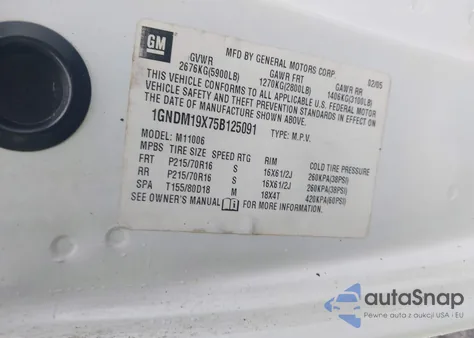 GM
MFD BY GENERAL MOTORS CORP 02/05
GVWR GAWR FRT GAWR RR
2676KG(5900LB) 1270KG(2800LB) 1406KG(3100LB)
THIS VEHICLE CONFORMS TO ALL APPLICABLE U.S. FEDERAL MOTOR
VEHICLE SAFETY AND THEFT PREVENTION STANDARDS IN EFFECT ON
THE DATE OF MANUFACTURE SHOWN ABOVE.
1GNDM19X75B125091 TYPE: M.P.V.
MODEL: M11006
MPBS TIRE SIZE SPEED RTG RIM COLD TIRE PRESSURE
FRT P215/70R16 S 16X61/2J 260KPA(38PSI)
RR P215/70R16 S 16X61/2J 260KPA(38PSI)
SPA T155/80D18 M 18X4T 420KPA(60PSI)
SEE OWNER'S MANUAL FOR MORE INFORMATION.
autoSnap
Pewne auta z aukcji USA i EU